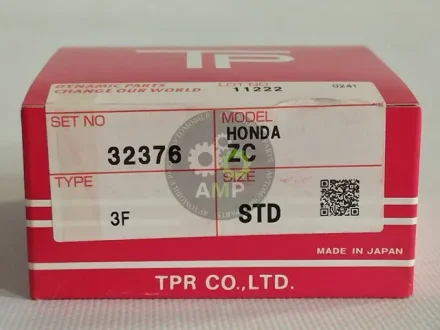 TP
DYNAMIC PARTS
CHANGE OUR WORLD
LOT NO
11222
0241
SET NO
32376
MODEL
HONDA
ZC
TYPE
3F
SIZE
STD
AMP
MADE IN JAPAN
TPR CO.,LTD.